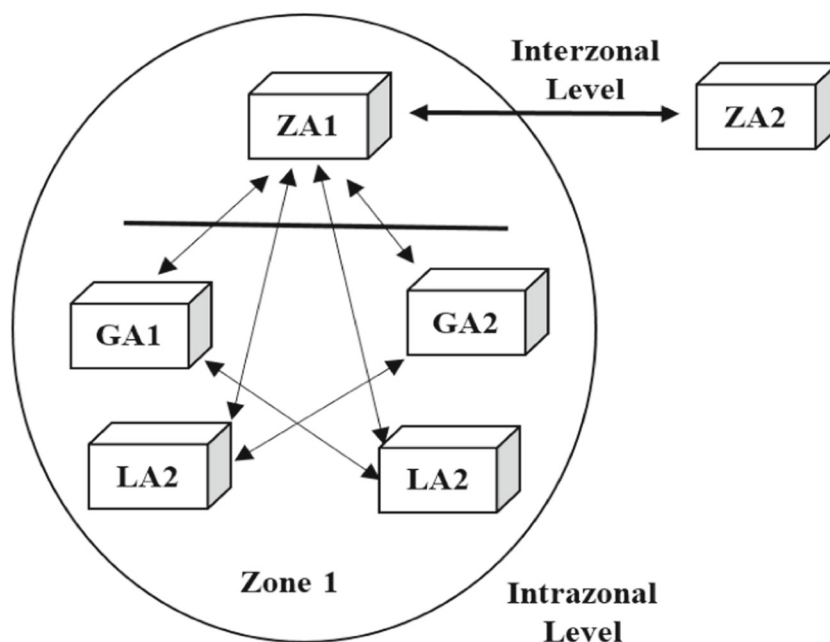 Interzonal
Level
ZA1
ZA2
GA1
GA2
LA2
LA2
Zone 1
Intrazonal
Level